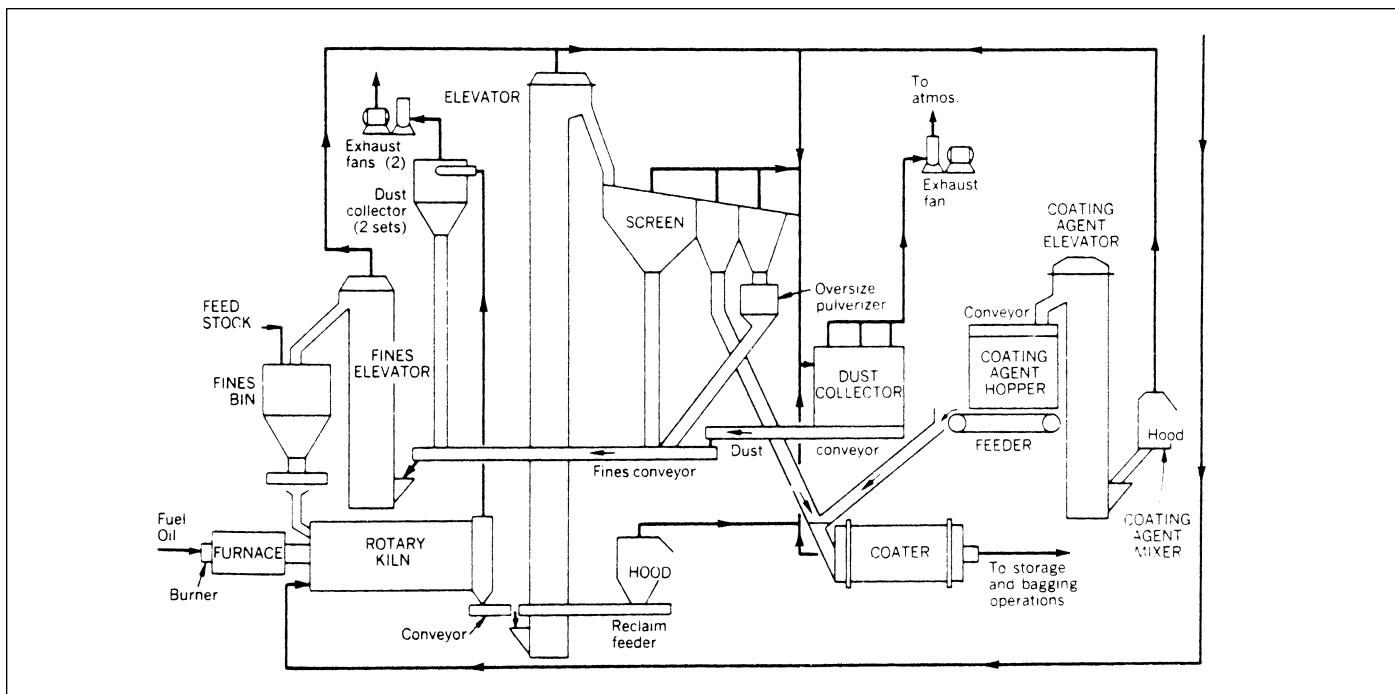 ELEVATOR
To
atmos.
Exhaust
fans (2)
Dust
collector
(2 sets)
Exhaust
fan
SCREEN
COATING
AGENT
ELEVATOR
Oversize
pulverizer
FEED
STOCK
Conveyor
FINES
ELEVATOR
FINES
BIN
COATING
AGENT
HOPPER
DUST
COLLECTOR
Hood
FEEDER
Dust
conveyor
Fines conveyor
Fuel
Oil
FURNACE
ROTARY
KILN
COATING
AGENT
MIXER
COATER
HOOD
To storage
and bagging
operations
Burner
Conveyor
Reclaim
feeder